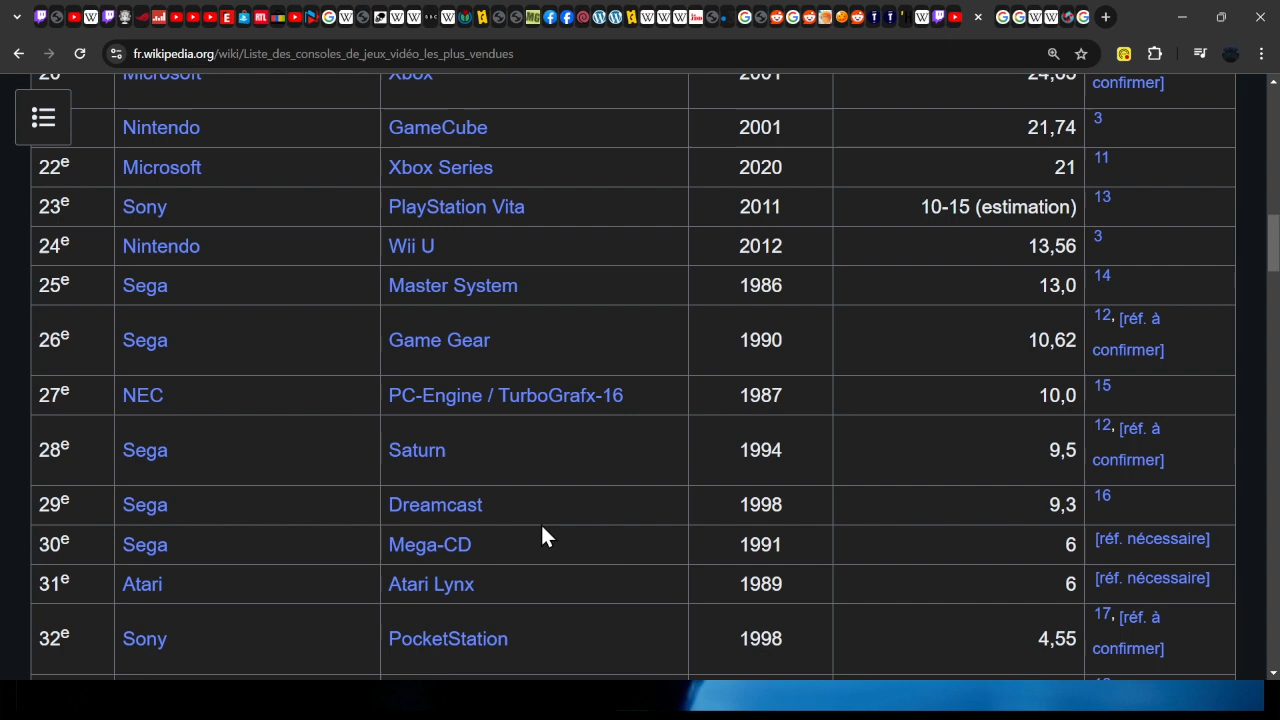 fr.wikipedia.org/wiki/Liste_des_consoles_de_jeux_vidéo_les_plus_vendues
20 Microsoft Xbox 2001 24,65 confirmer]
Nintendo GameCube 2001 21,74 3
22e Microsoft Xbox Series 2020 21 11
23e Sony PlayStation Vita 2011 10-15 (estimation) 13
24e Nintendo Wii U 2012 13,56 3
25e Sega Master System 1986 13,0 14
26e Sega Game Gear 1990 10,62 12, [réf. à
confirmer]
27e NEC PC-Engine / TurboGrafx-16 1987 10,0 15
28e Sega Saturn 1994 9,5 12, [réf. à
confirmer]
29e Sega Dreamcast 1998 9,3 16
30e Sega Mega-CD 1991 6 [réf. nécessaire]
31e Atari Atari Lynx 1989 6 [réf. nécessaire]
32e Sony PocketStation 1998 4,55 17, [réf. à
confirmer]